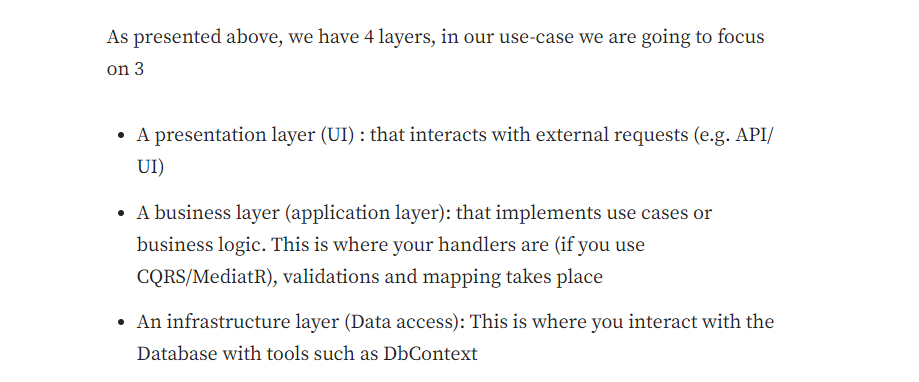 As presented above, we have 4 layers, in our use-case we are going to focus
on 3
• A presentation layer (UI) : that interacts with external requests (e.g. API/
UI)
• A business layer (application layer): that implements use cases or
business logic. This is where your handlers are (if you use
CQRS/MediatR), validations and mapping takes place
• An infrastructure layer (Data access): This is where you interact with the
Database with tools such as DbContext